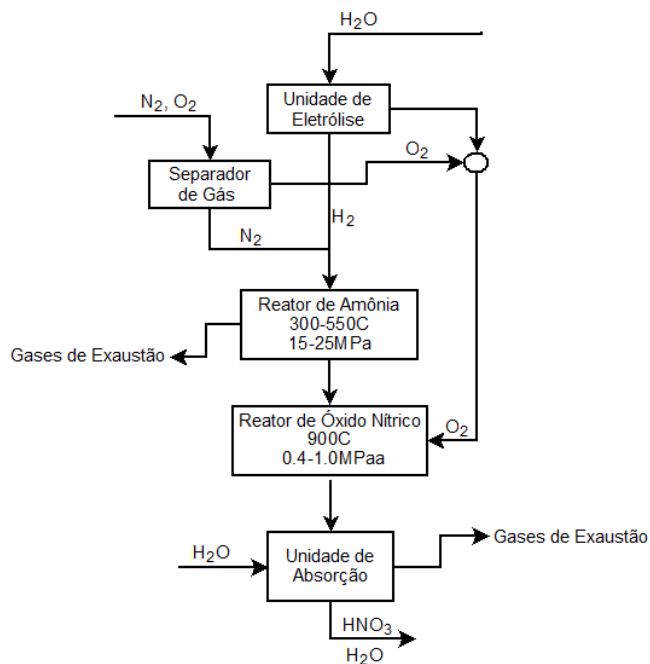 H₂O
Unidade de
Eletrólise
N₂, O₂
O₂
Separador
de Gás
H₂
N₂
Reator de Amônia
300-550C
15-25MPa
Gases de Exaustão
Reator de Óxido Nítrico
900C
0.4-1.0MPaa
O₂
Gases de Exaustão
H₂O
Unidade de
Absorção
HNO₃
H₂O